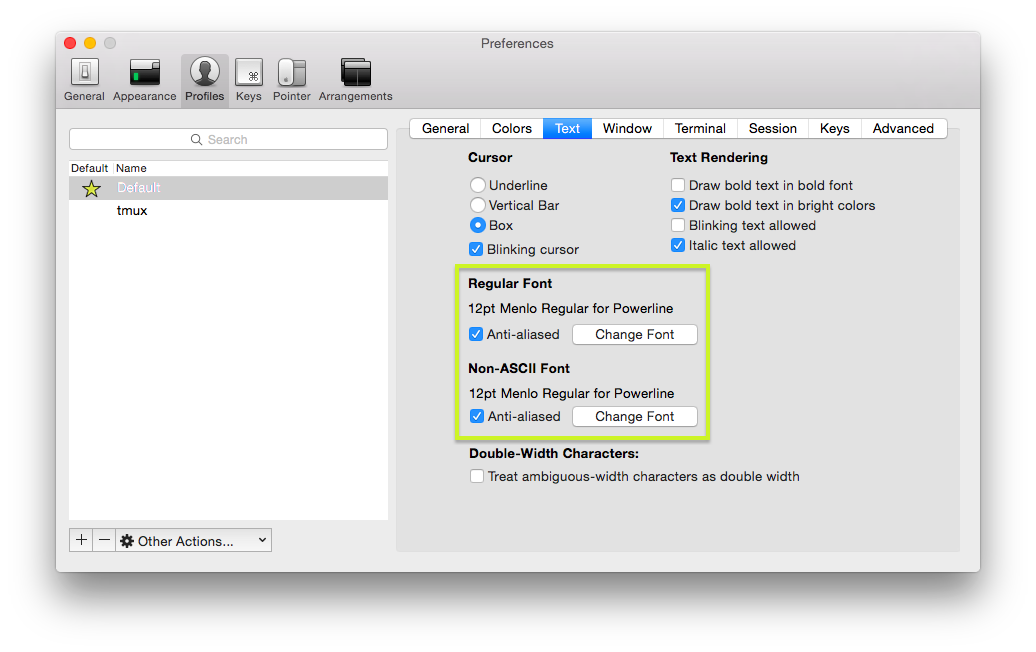 Preferences
General Appearance Profiles Keys Pointer Arrangements
Search
Default Name
Default
tmux
Other Actions...
General Colors Text Window Terminal Session Keys Advanced
Cursor
Underline
Vertical Bar
Box
Blinking cursor
Text Rendering
Draw bold text in bold font
Draw bold text in bright colors
Blinking text allowed
Italic text allowed
Regular Font
12pt Menlo Regular for Powerline
Anti-aliased Change Font
Non-ASCII Font
12pt Menlo Regular for Powerline
Anti-aliased Change Font
Double-Width Characters:
Treat ambiguous-width characters as double width